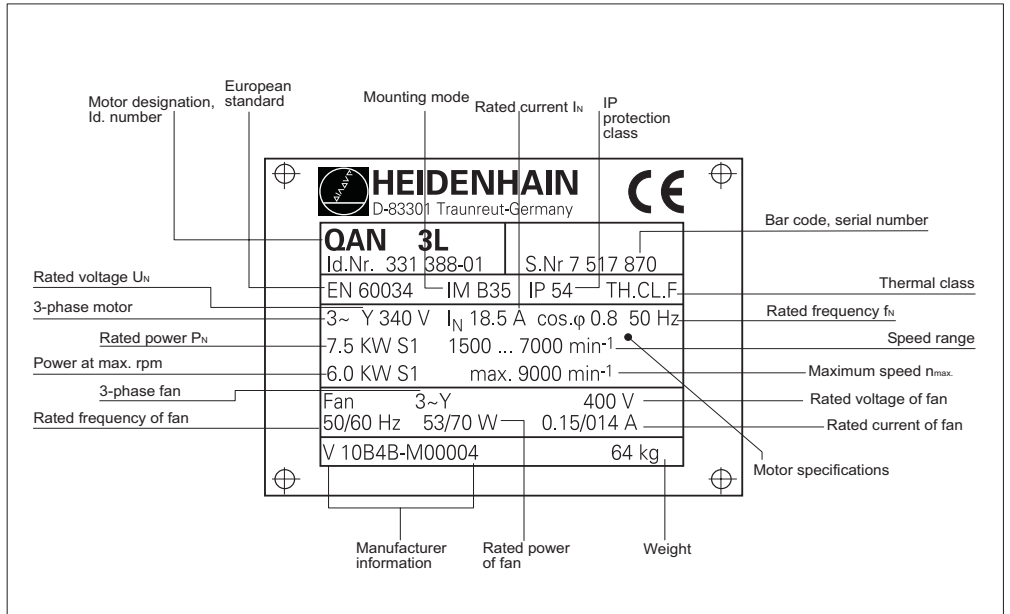 European
standard
Motor designation,
Id. number
Mounting mode
Rated current IN
IP
protection
class
HEIDENHAIN
CE
D-83301 Traunreut-Germany
Bar code, serial number
QAN 3L
Id.Nr. 331 388-01
S.Nr 7 517 870
Rated voltage UN
EN 60034 IM B35 IP 54 TH.CL.F
Thermal class
3-phase motor
3~ Y 340 V IN 18.5 A cos.φ 0.8 50 Hz
Rated frequency fN
Rated power PN
7.5 KW S1 1500 ... 7000 min-1
Speed range
Power at max. rpm
6.0 KW S1 max. 9000 min-1
Maximum speed nmax.
3-phase fan
Fan 3~Y 400 V
Rated voltage of fan
Rated frequency of fan
50/60 Hz 53/70 W 0.15/014 A
Rated current of fan
V 10B4B-M00004 64 kg
Motor specifications
Manufacturer
information
Rated power
of fan
Weight